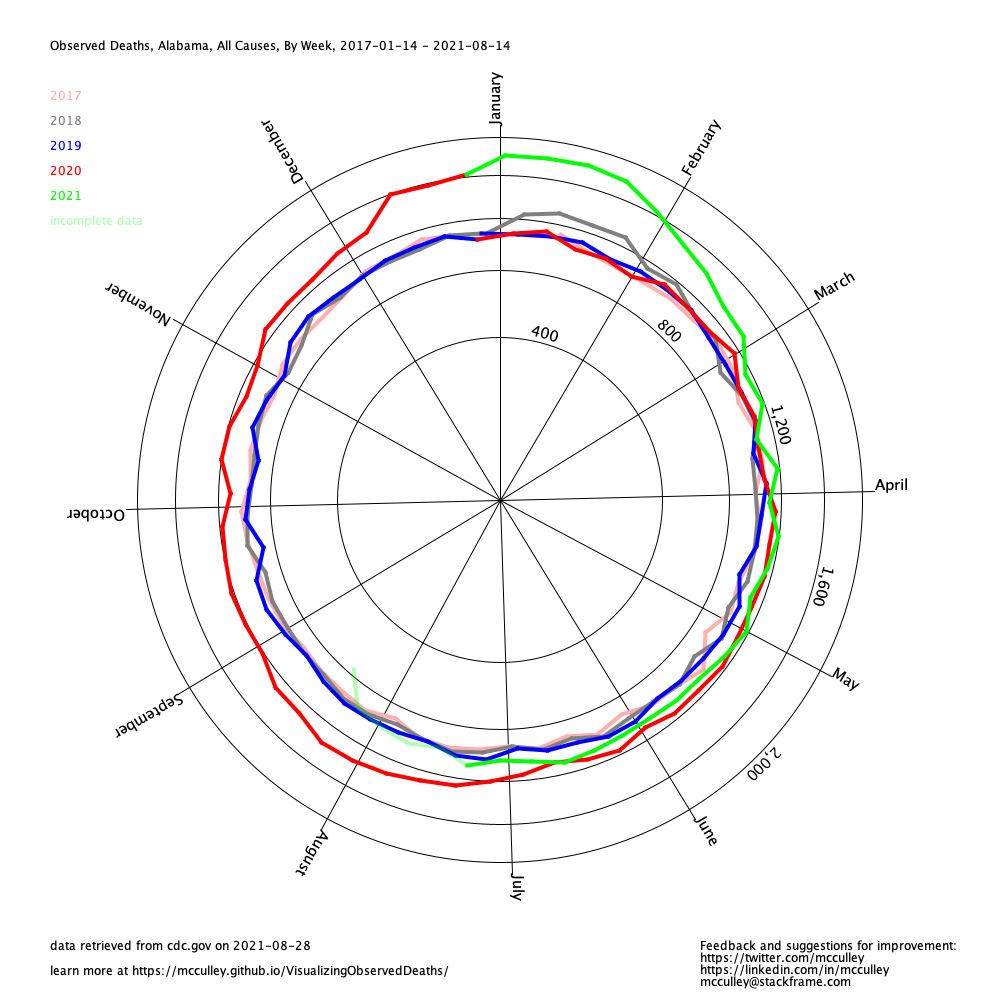 Observed Deaths, Alabama, All Causes, By Week, 2017-01-14 - 2021-08-14
2017
2018
2019
2020
2021
incomplete data
January
February
March
April
May
June
July
August
September
October
November
December
400
800
1,200
1,600
2,000
data retrieved from cdc.gov on 2021-08-28
learn more at https://mcculley.github.io/VisualizingObservedDeaths/
Feedback and suggestions for improvement:
https://twitter.com/mcculley
https://linkedin.com/in/mcculley
mcculley@stackframe.com